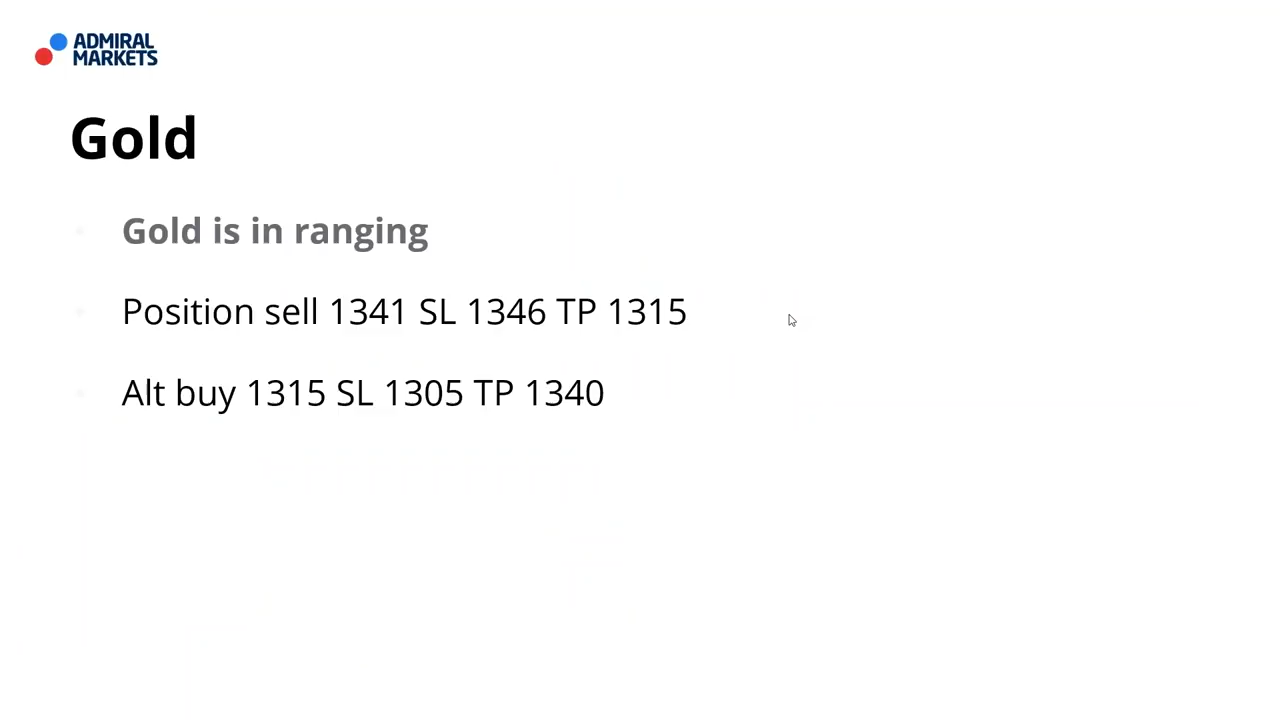 ADMIRAL
MARKETS
Gold
Gold is in ranging
Position sell 1341 SL 1346 TP 1315
Alt buy 1315 SL 1305 TP 1340